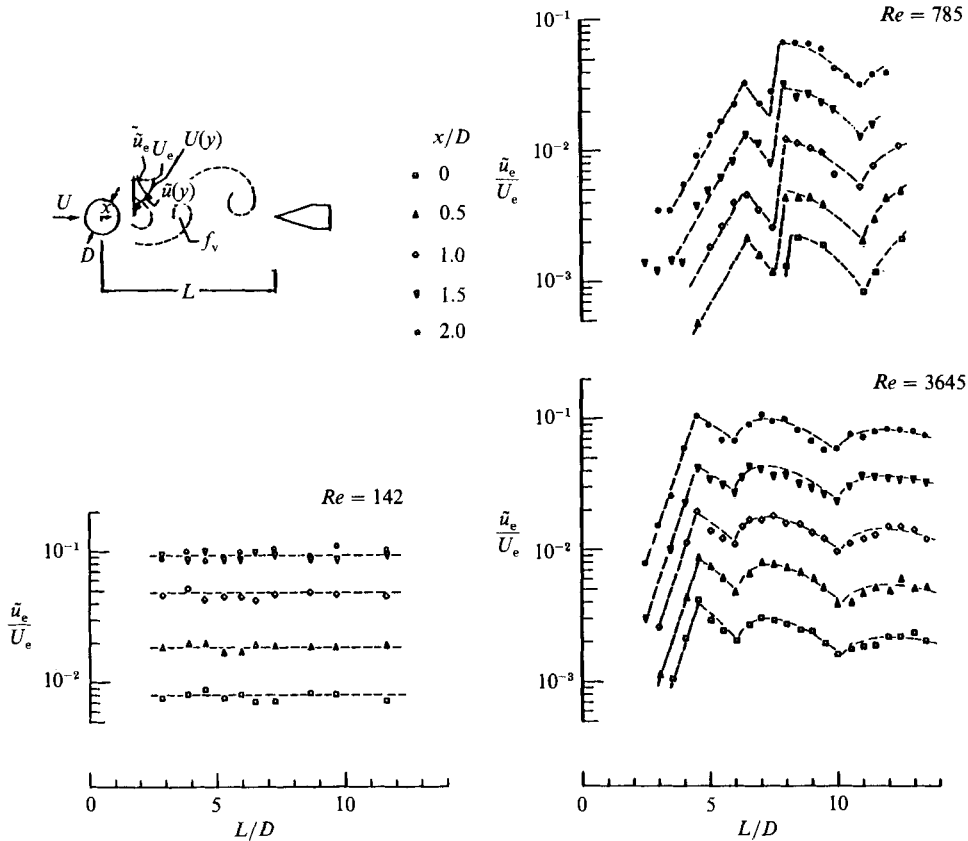 Re = 785
10⁻¹
10⁻²
10⁻³
ũₑ
Uₑ
ũₑ Uₑ U(y)
ũ(y)
U
x
D
fᵥ
L
x/D
0
0.5
1.0
1.5
2.0
Re = 3645
10⁻¹
10⁻²
10⁻³
ũₑ
Uₑ
0 5 10
L/D
Re = 142
10⁻¹
10⁻²
ũₑ
Uₑ
0 5 10
L/D